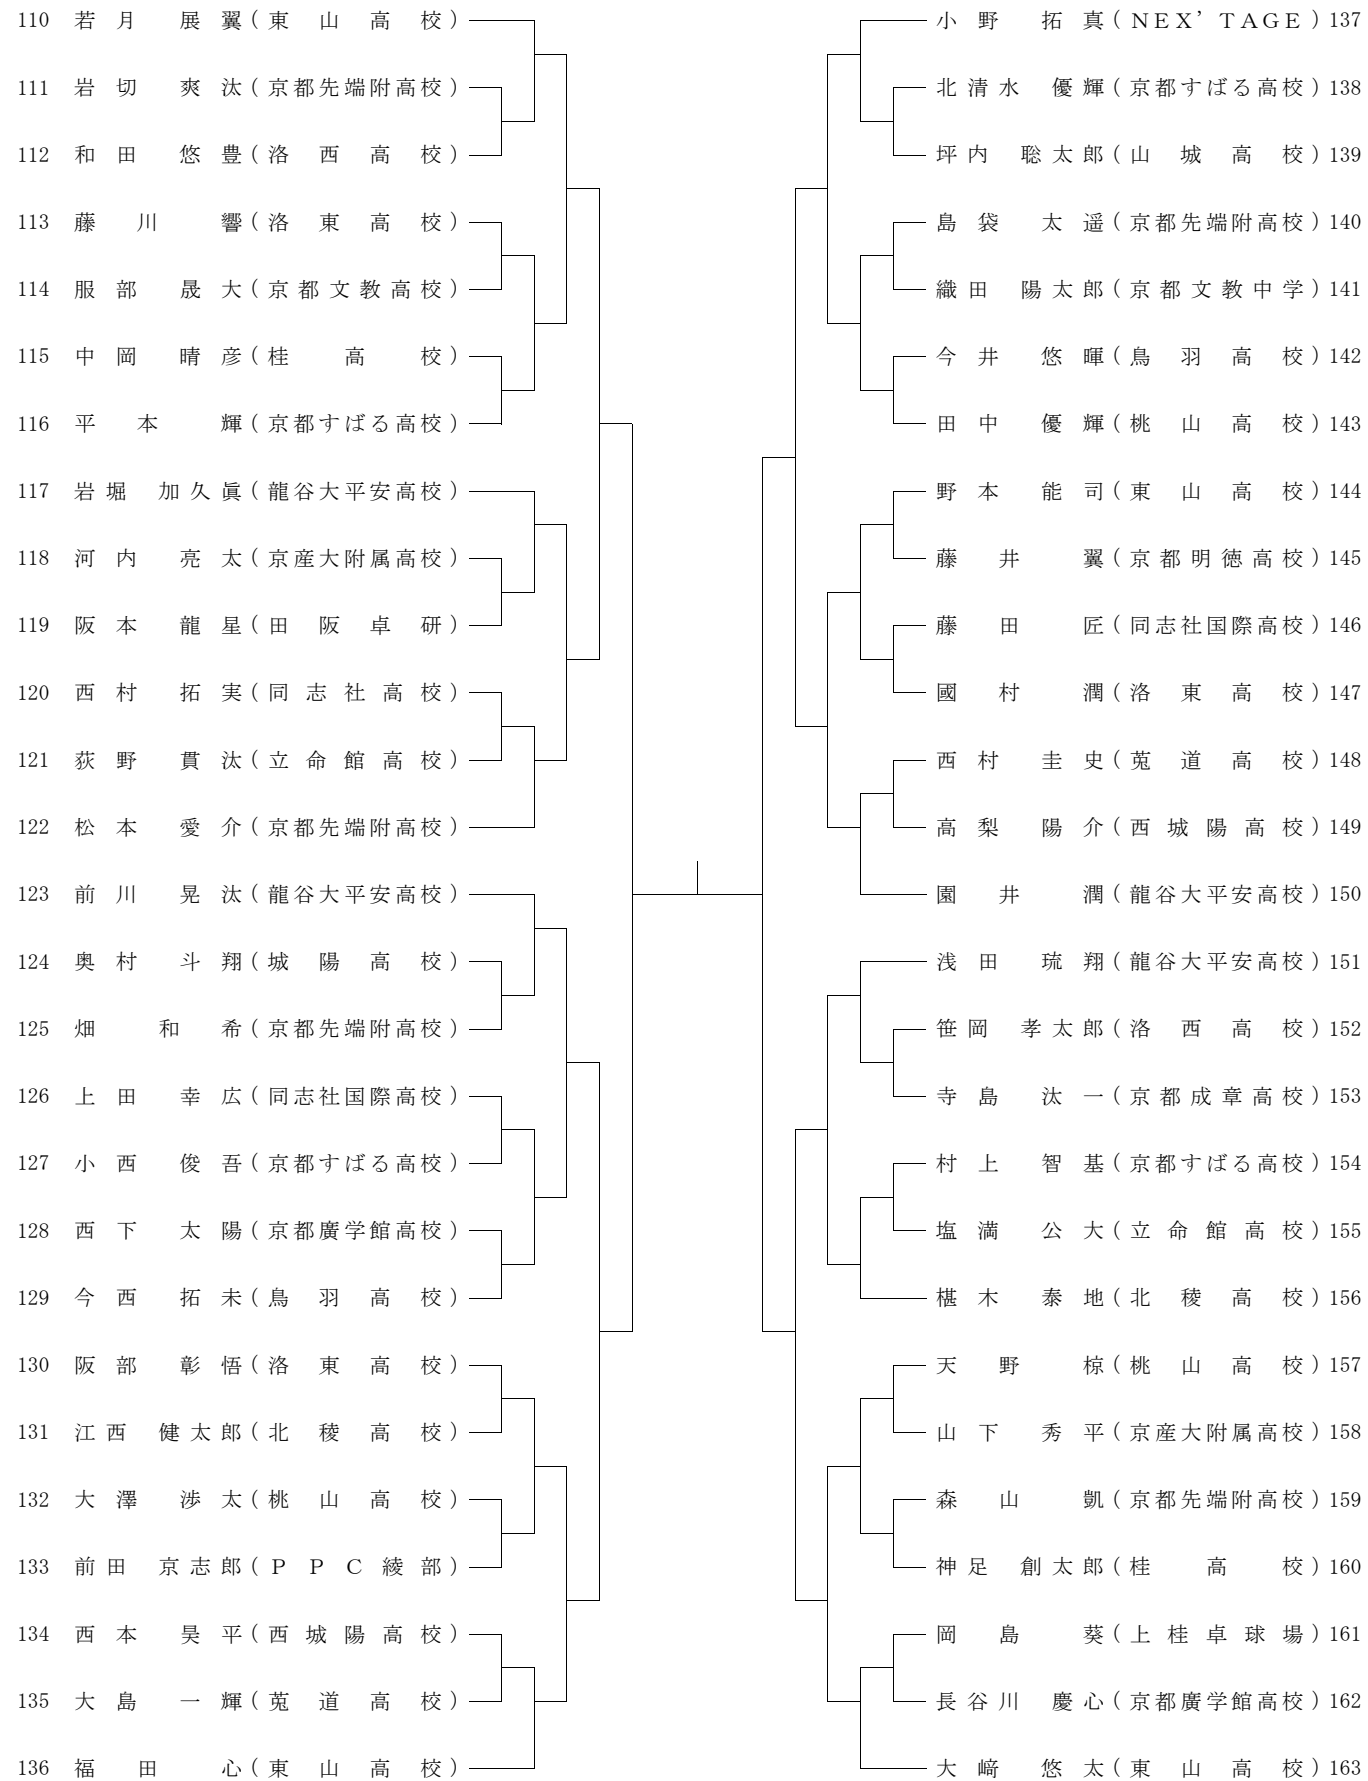 110 若月 展翼 (東山高校)
111 岩切 爽汰 (京都先端附高校)
112 和田 悠豊 (洛西高校)
113 藤川 響 (洛東高校)
114 服部 晟大 (京都文教高校)
115 中岡 晴彦 (桂高校)
116 平本 輝 (京都すばる高校)
117 岩堀 加久眞 (龍谷大平安高校)
118 河内 亮太 (京産大附属高校)
119 阪本 龍星 (田阪卓研)
120 西村 拓実 (同志社高校)
121 荻野 貫汰 (立命館高校)
122 松本 愛介 (京都先端附高校)
123 前川 晃汰 (龍谷大平安高校)
124 奥村 斗翔 (城陽高校)
125 畑 和希 (京都先端附高校)
126 上田 幸広 (同志社国際高校)
127 小西 俊吾 (京都すばる高校)
128 西下 太陽 (京都廣学館高校)
129 今西 拓未 (鳥羽高校)
130 阪部 彰悟 (洛東高校)
131 江西 健太郎 (北稜高校)
132 大澤 渉太 (桃山高校)
133 前田 京志郎 (PPC綾部)
134 西本 昊平 (西城陽高校)
135 大島 一輝 (莵道高校)
136 福田 心 (東山高校)
小野 拓真 (NEX’TAGE) 137
北清水 優輝 (京都すばる高校) 138
坪内 聡太郎 (山城高校) 139
島袋 太遥 (京都先端附高校) 140
織田 陽太郎 (京都文教中学) 141
今井 悠暉 (鳥羽高校) 142
田中 優輝 (桃山高校) 143
野本 能司 (東山高校) 144
藤井 翼 (京都明徳高校) 145
藤田 匠 (同志社国際高校) 146
國村 潤 (洛東高校) 147
西村 圭史 (莵道高校) 148
高梨 陽介 (西城陽高校) 149
園井 潤 (龍谷大平安高校) 150
浅田 琉翔 (龍谷大平安高校) 151
笹岡 孝太郎 (洛西高校) 152
寺島 汰一 (京都成章高校) 153
村上 智基 (京都すばる高校) 154
塩満 公大 (立命館高校) 155
椹木 泰地 (北稜高校) 156
天野 椋 (桃山高校) 157
山下 秀平 (京産大附属高校) 158
森山 凱 (京都先端附高校) 159
神足 創太郎 (桂高校) 160
岡島 葵 (上桂卓球場) 161
長谷川 慶心 (京都廣学館高校) 162
大﨑 悠太 (東山高校) 163